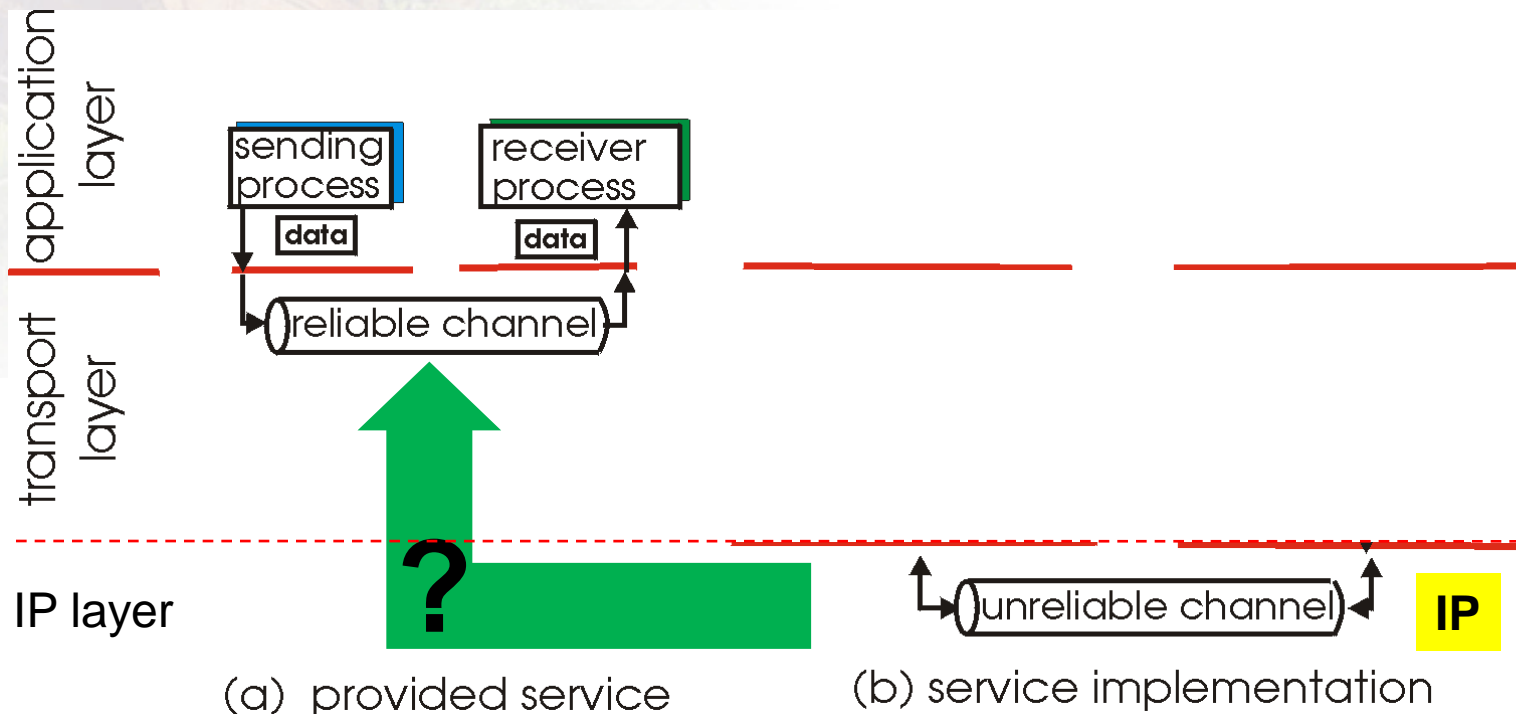 application
layer
sending
process
receiver
process
data
data
transport
layer
reliable channel
?
IP layer
unreliable channel
IP
(a) provided service
(b) service implementation